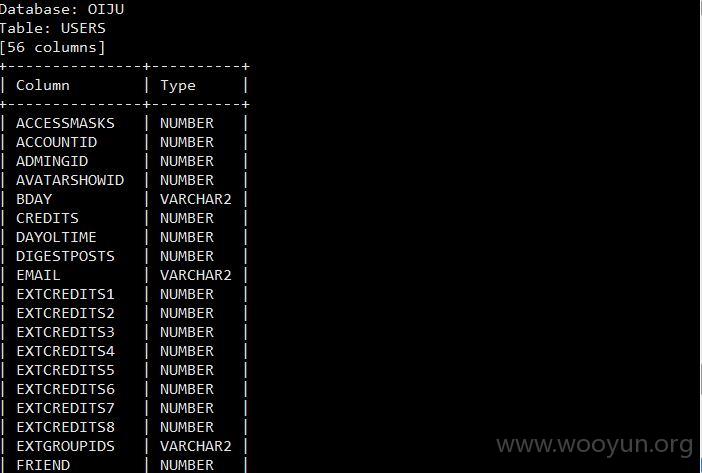 Database: OIJU
Table: USERS
[56 columns]
+---------------+----------+
| Column        | Type     |
+---------------+----------+
| ACCESSMASKS   | NUMBER   |
| ACCOUNTID     | NUMBER   |
| ADMINGID      | NUMBER   |
| AVATARSHOWID  | NUMBER   |
| BDAY          | VARCHAR2 |
| CREDITS       | NUMBER   |
| DAYOLTIME     | NUMBER   |
| DIGESTPOSTS   | NUMBER   |
| EMAIL         | VARCHAR2 |
| EXTCREDITS1   | NUMBER   |
| EXTCREDITS2   | NUMBER   |
| EXTCREDITS3   | NUMBER   |
| EXTCREDITS4   | NUMBER   |
| EXTCREDITS5   | NUMBER   |
| EXTCREDITS6   | NUMBER   |
| EXTCREDITS7   | NUMBER   |
| EXTCREDITS8   | NUMBER   |
| EXTGROUPIDS   | VARCHAR2 |
| FRIEND        | NUMBER   |
www.wooyun.org